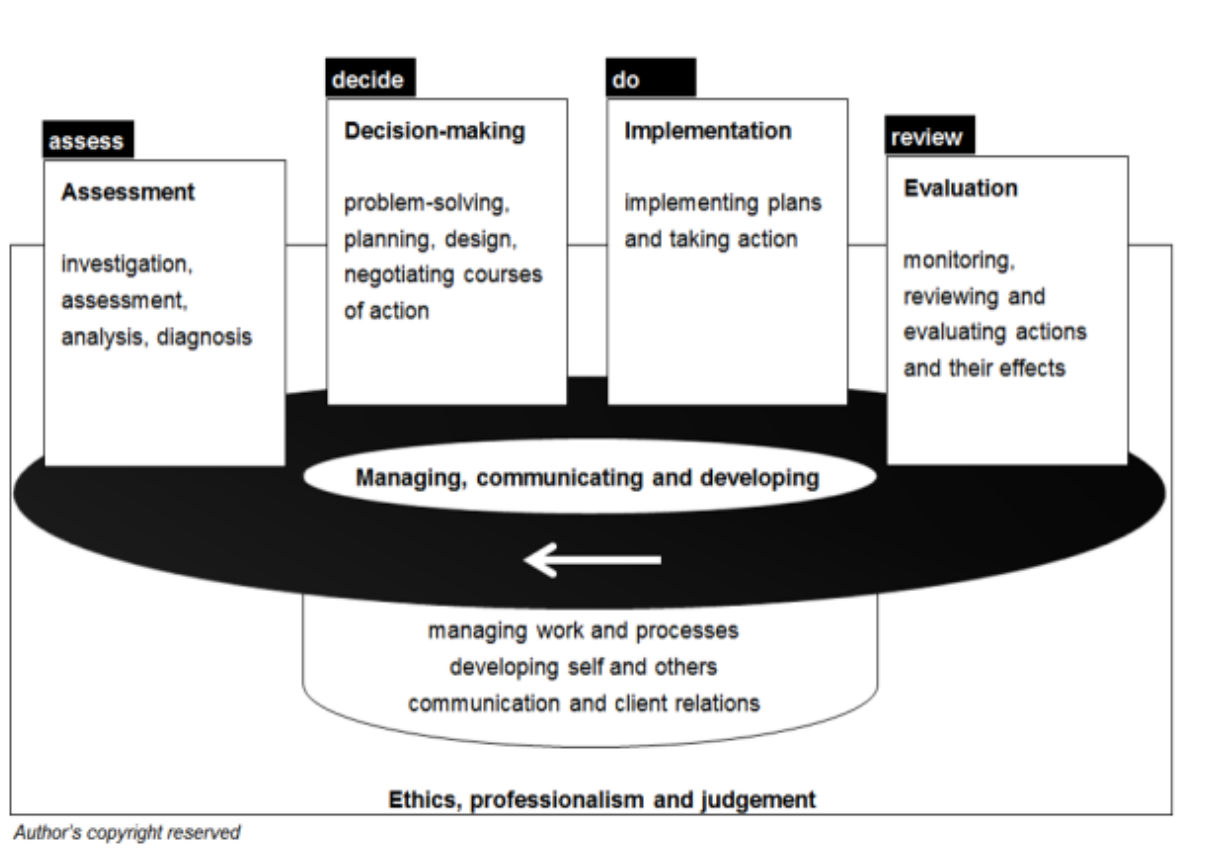 assess
Assessment
investigation,
assessment,
analysis, diagnosis
decide
Decision-making
problem-solving,
planning, design,
negotiating courses
of action
do
Implementation
implementing plans
and taking action
review
Evaluation
monitoring,
reviewing and
evaluating actions
and their effects
Managing, communicating and developing
managing work and processes
developing self and others
communication and client relations
Ethics, professionalism and judgement
Author's copyright reserved